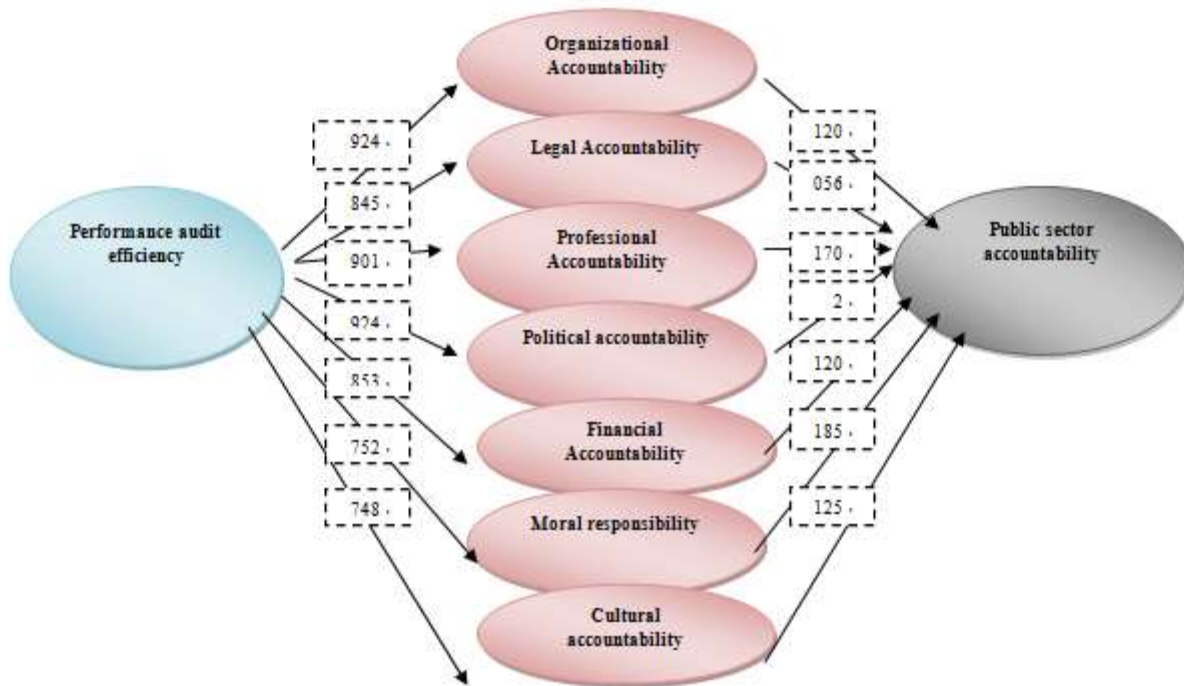 Organizational
Accountability
924 .
120 .
Legal Accountability
845 .
056 .
Performance audit
efficiency
Professional
Accountability
Public sector
accountability
901 .
170 .
924 .
2 .
Political accountability
853 .
120 .
Financial
Accountability
752 .
185 .
748 .
125 .
Moral responsibility
Cultural
accountability